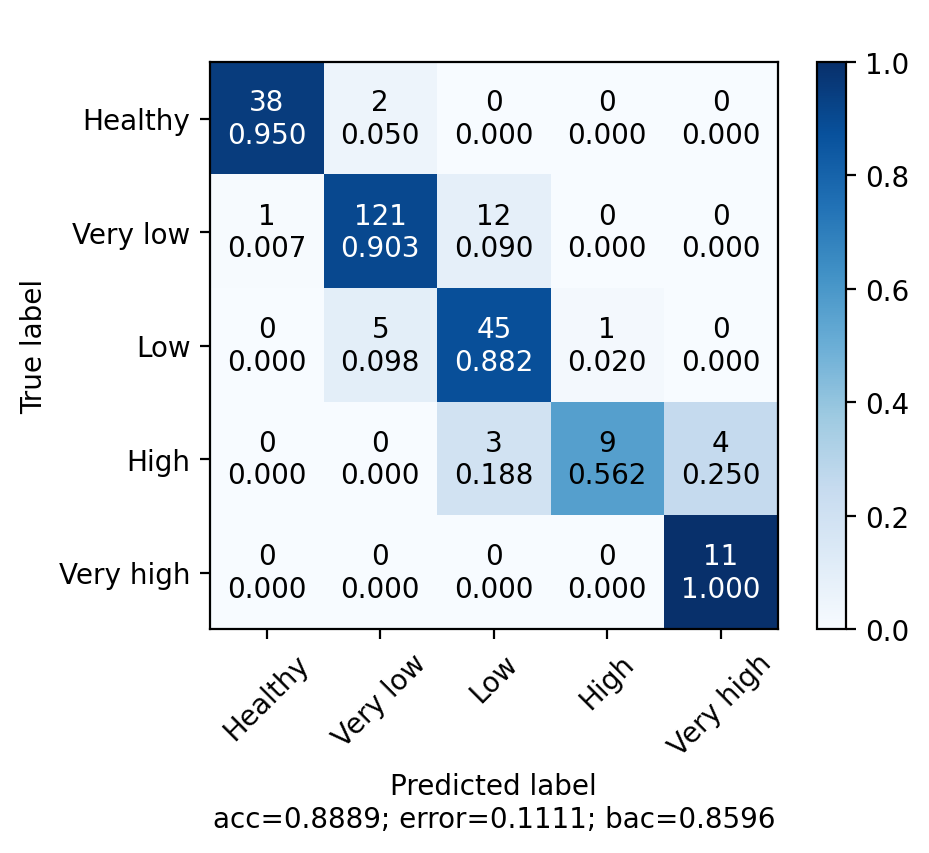 Healthy 38 2 0 0 0
0.950 0.050 0.000 0.000 0.000
Very low 1 121 12 0 0
0.007 0.903 0.090 0.000 0.000
Low 0 5 45 1 0
0.000 0.098 0.882 0.020 0.000
High 0 0 3 9 4
0.000 0.000 0.188 0.562 0.250
Very high 0 0 0 0 11
0.000 0.000 0.000 0.000 1.000
True label
Healthy Very low Low High Very high
Predicted label
acc=0.8889; error=0.1111; bac=0.8596
1.0
0.8
0.6
0.4
0.2
0.0